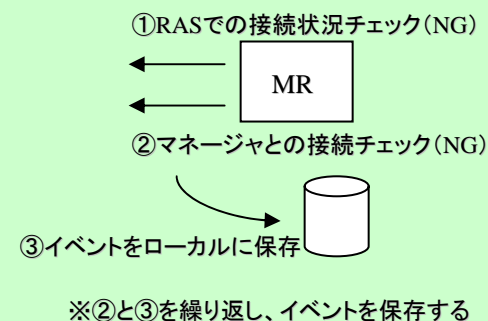 ①RASでの接続状況チェック(NG)
MR
②マネージャとの接続チェック(NG)
③イベントをローカルに保存
※②と③を繰り返し、イベントを保存する